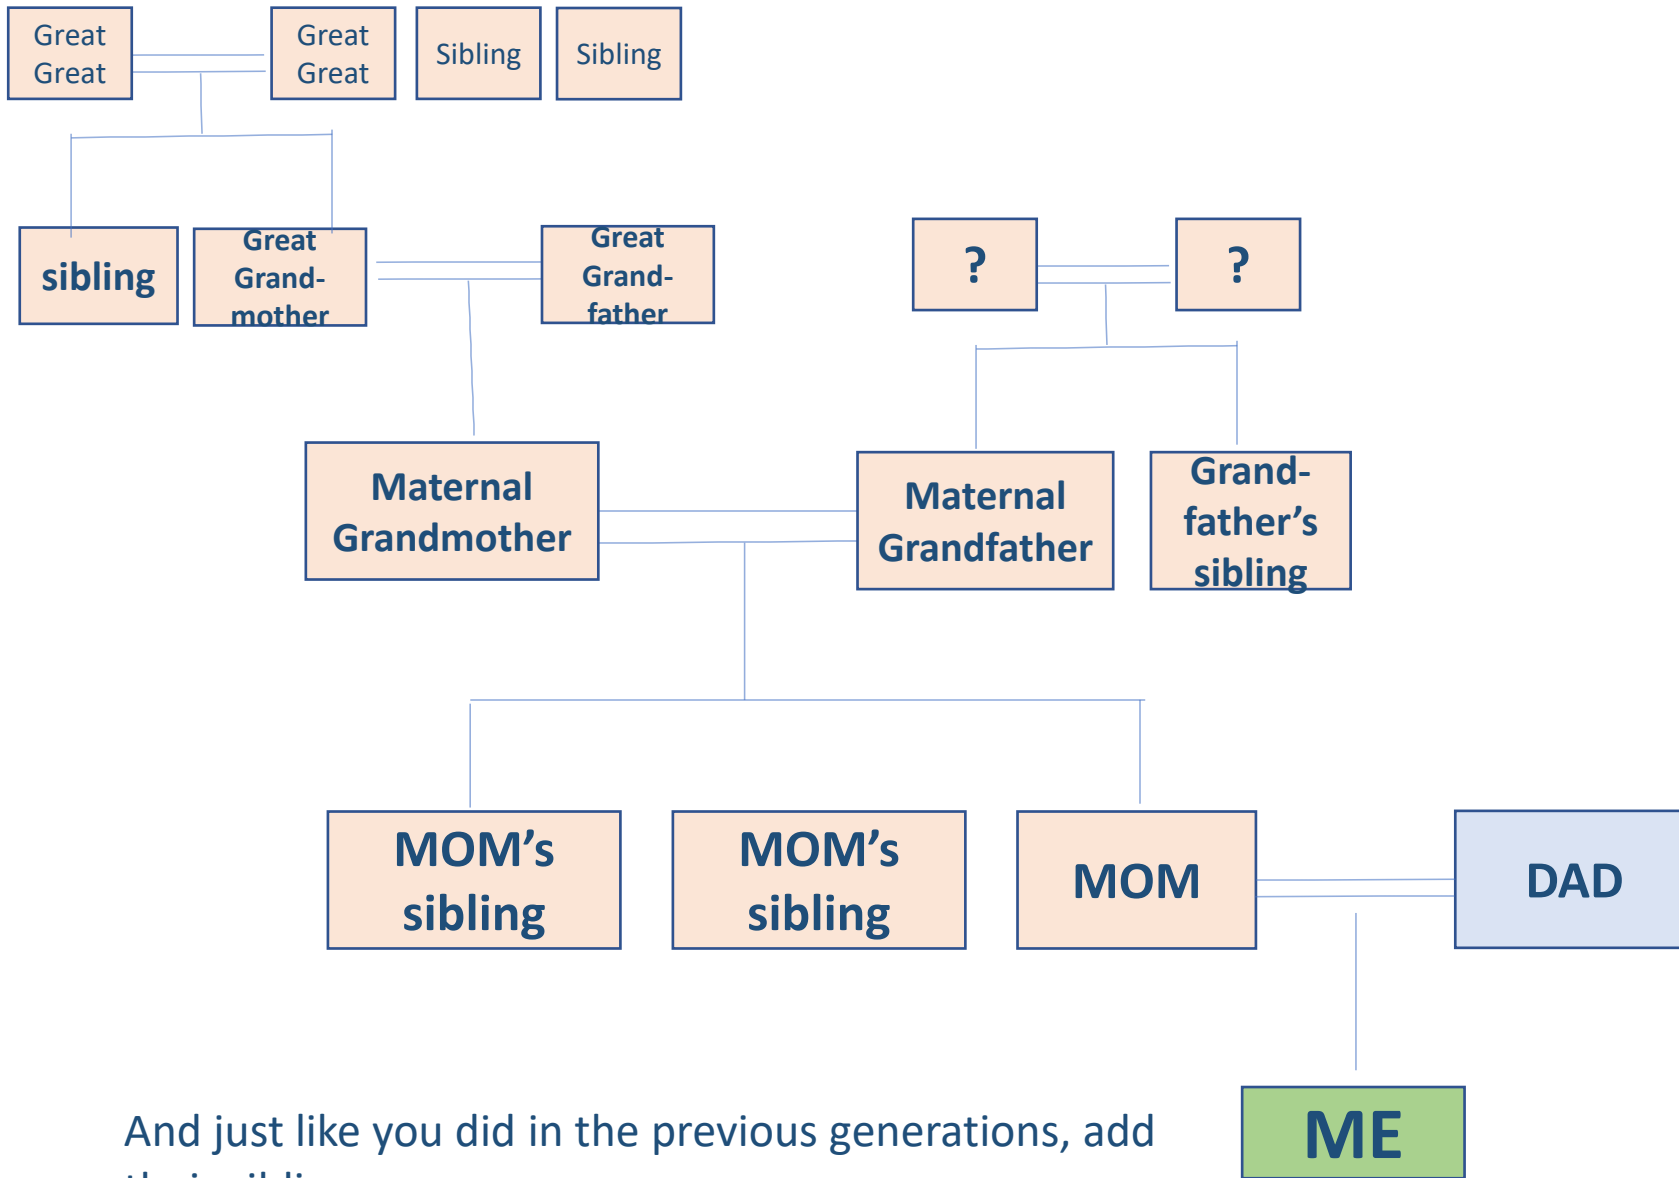 Great
Great
Great
Great
Sibling
Sibling
sibling
Great
Grand-
mother
Great
Grand-
father
?
?
Maternal
Grandmother
Maternal
Grandfather
Grand-
father’s
sibling
MOM’s
sibling
MOM’s
sibling
MOM
DAD
ME
And just like you did in the previous generations, add